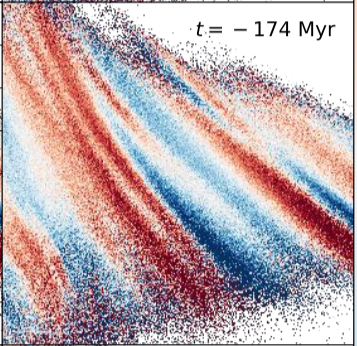 t = − 174 Myr